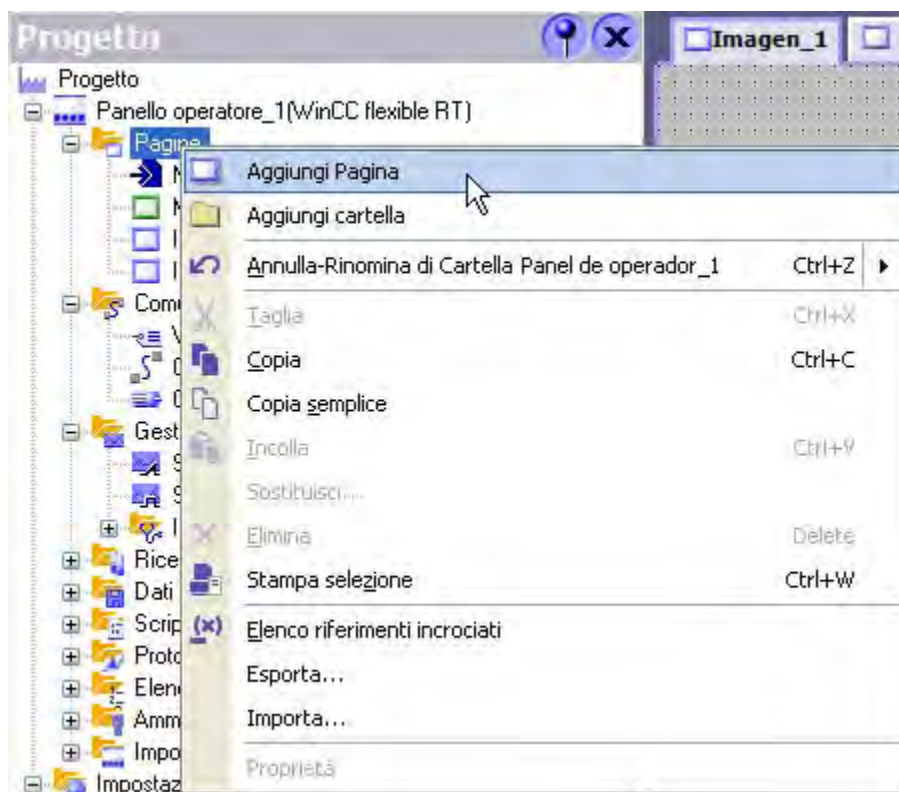 Progetto
Imagen_1
Progetto
Panello operatore_1(WinCC flexible RT)
Pagine
Aggiungi Pagina
Aggiungi cartella
Annulla-Rinomina di Cartella Panel de operador_1 Ctrl+Z
Taglia Ctrl+X
Copia Ctrl+C
Copia semplice
Incolla Ctrl+V
Sostituisci...
Elimina Delete
Stampa selezione Ctrl+W
Elenco riferimenti incrociati
Esporta...
Importa...
Proprietà
Gest
Rice
Dati
Scrip
Proto
Elen
Amm
Impo
Impostaz